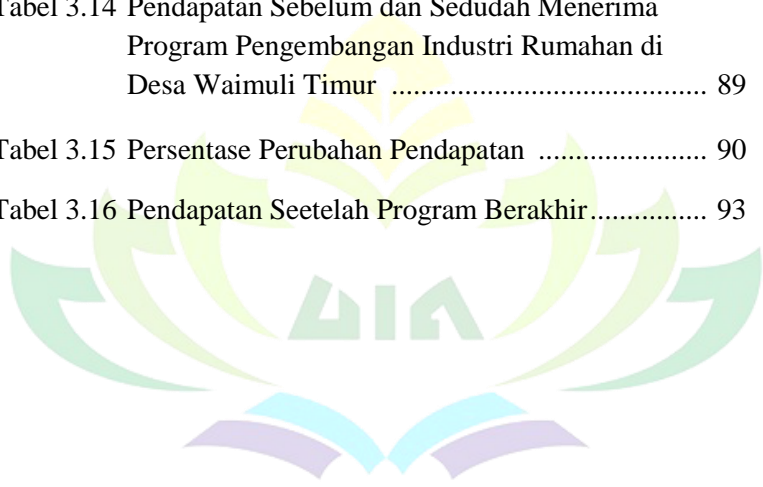 Tabel 3.14 Pendapatan Sebelum dan Sedudah Menerima
Program Pengembangan Industri Rumahan di
Desa Waimuli Timur ........................................... 89
Tabel 3.15 Persentase Perubahan Pendapatan ....................... 90
Tabel 3.16 Pendapatan Seetelah Program Berakhir................ 93
UIN